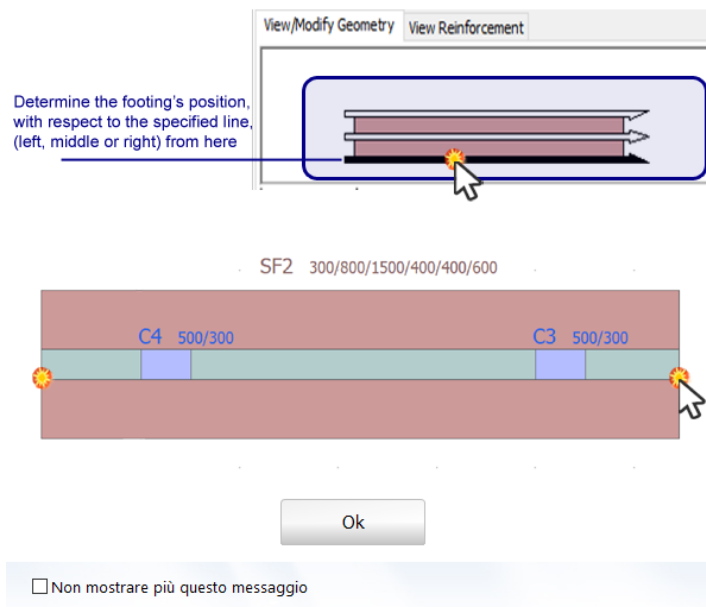 View/Modify Geometry View Reinforcement
Determine the footing's position,
with respect to the specified line,
(left, middle or right) from here
SF2 300/800/1500/400/400/600
C4 500/300 C3 500/300
Ok
Non mostrare più questo messaggio